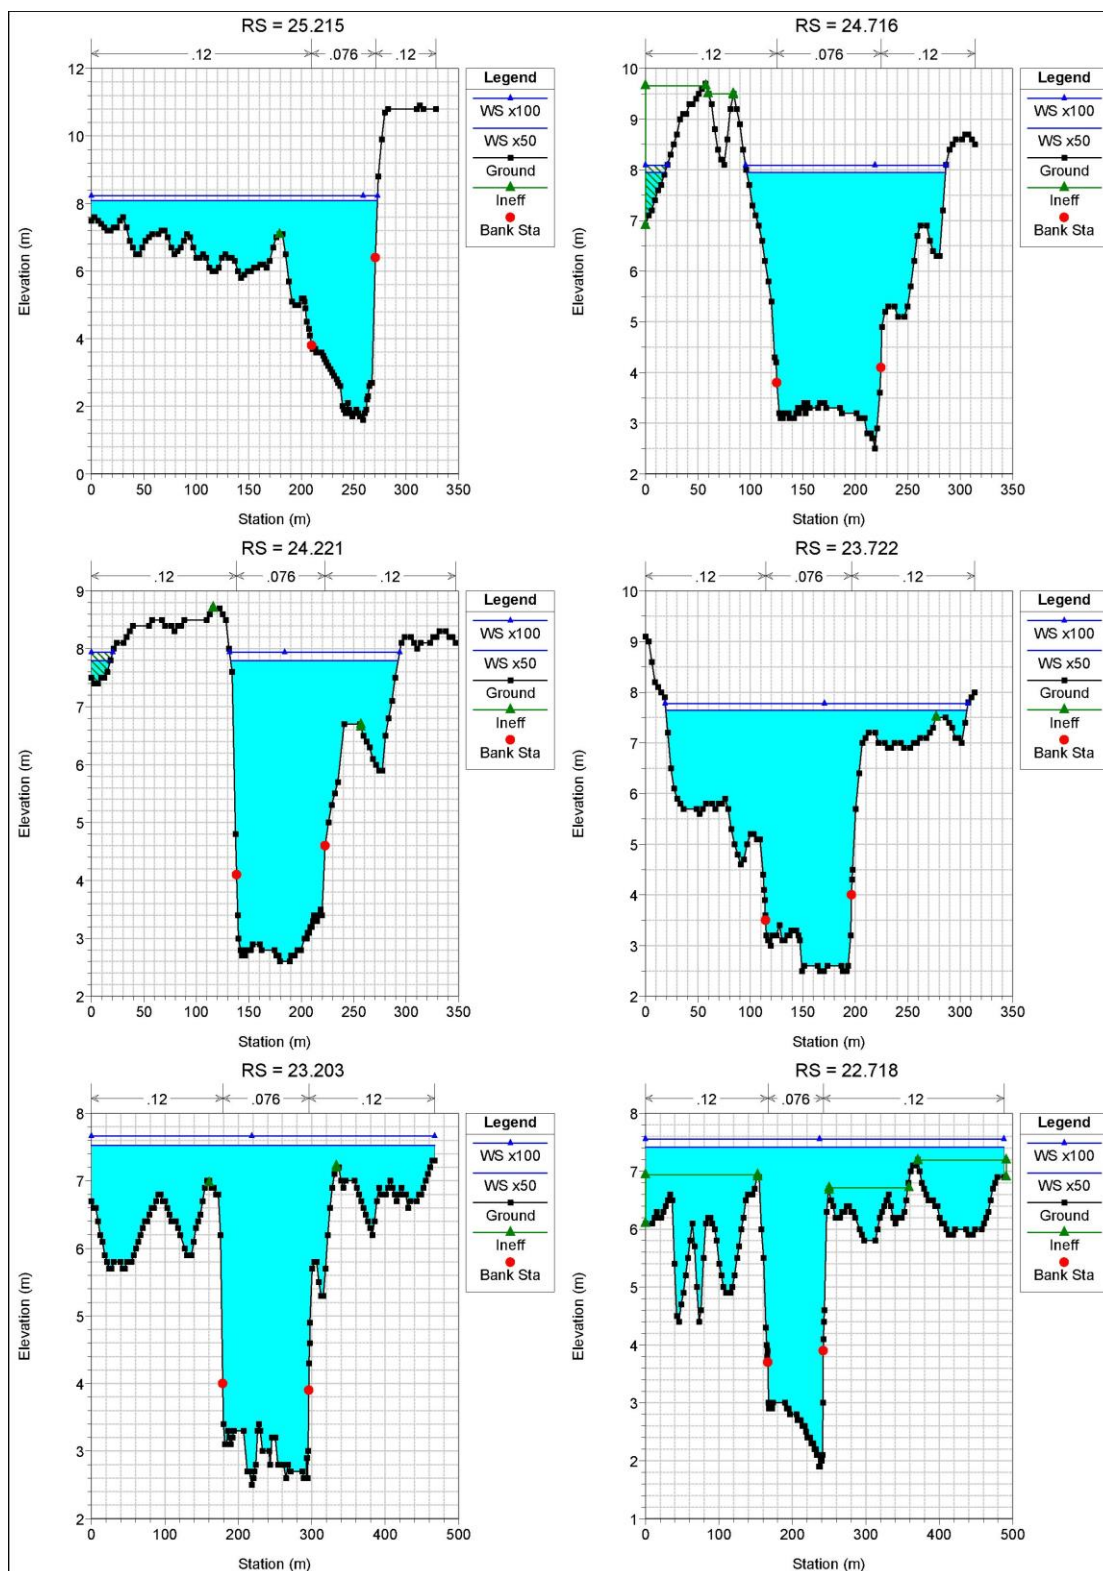 RS = 25.215
.12 .076 .12
12
10
8
6
4
2
0
Elevation (m)
0 50 100 150 200 250 300 350
Station (m)
Legend
WS x100
WS x50
Ground
Ineff
Bank Sta
RS = 24.716
.12 .076 .12
10
9
8
7
6
5
4
3
2
Elevation (m)
0 50 100 150 200 250 300 350
Station (m)
Legend
WS x100
WS x50
Ground
Ineff
Bank Sta
RS = 24.221
.12 .076 .12
9
8
7
6
5
4
3
2
Elevation (m)
0 50 100 150 200 250 300 350
Station (m)
Legend
WS x100
WS x50
Ground
Ineff
Bank Sta
RS = 23.722
.12 .076 .12
10
9
8
7
6
5
4
3
2
Elevation (m)
0 50 100 150 200 250 300 350
Station (m)
Legend
WS x100
WS x50
Ground
Ineff
Bank Sta
RS = 23.203
.12 .076 .12
8
7
6
5
4
3
2
Elevation (m)
0 100 200 300 400 500
Station (m)
Legend
WS x100
WS x50
Ground
Ineff
Bank Sta
RS = 22.718
.12 .076 .12
8
7
6
5
4
3
2
1
Elevation (m)
0 100 200 300 400 500
Station (m)
Legend
WS x100
WS x50
Ground
Ineff
Bank Sta